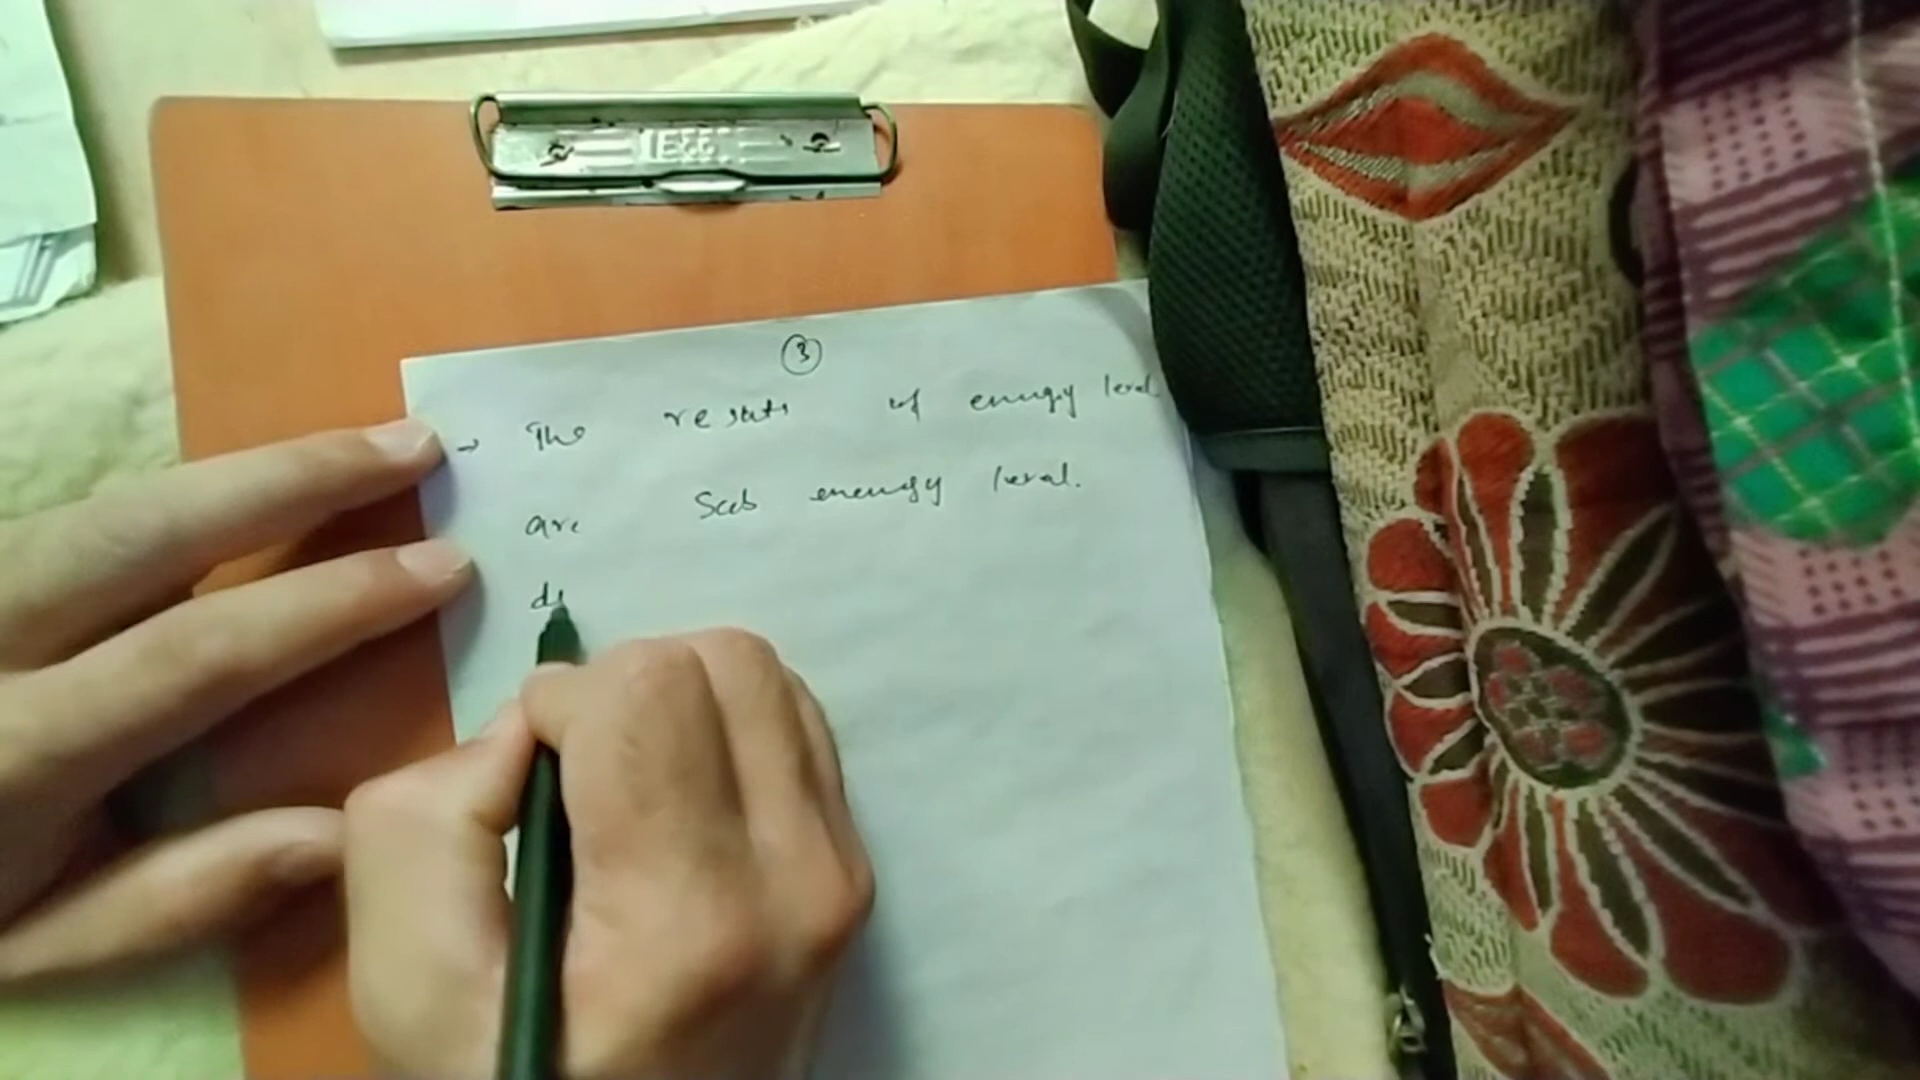 ③
→ The results of energy level
are Sub energy level.